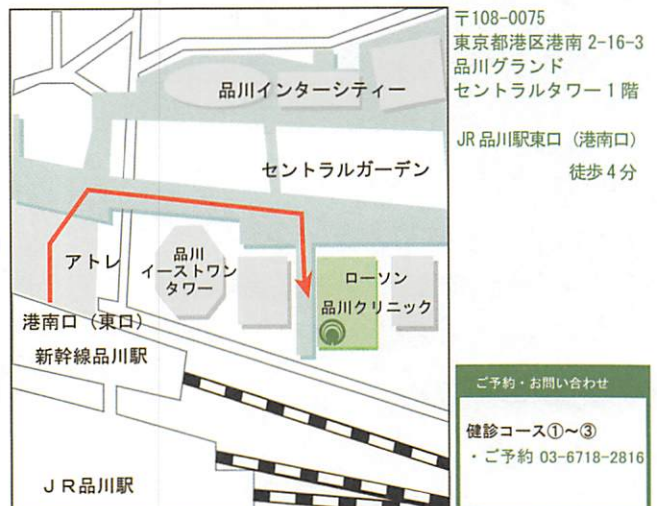 品川インターシティー
セントラルガーデン
アトレ
品川
イーストワン
タワー
ローソン
品川クリニック
港南口（東口）
新幹線品川駅
ＪＲ品川駅
〒108-0075
東京都港区港南 2-16-3
品川グランド
セントラルタワー 1 階
JR 品川駅東口（港南口）
徒歩 4 分
ご予約・お問い合わせ
健診コース①～③
・ご予約 03-6718-2816